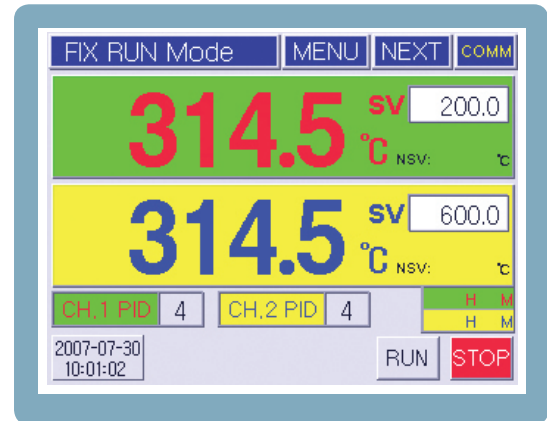 FIX RUN Mode MENU NEXT COMM
314.5 SV 200.0
℃ NSV: ℃
314.5 SV 600.0
℃ NSV: ℃
CH.1 PID 4 CH.2 PID 4 H M
H M
2007-07-30
10:01:02 RUN STOP